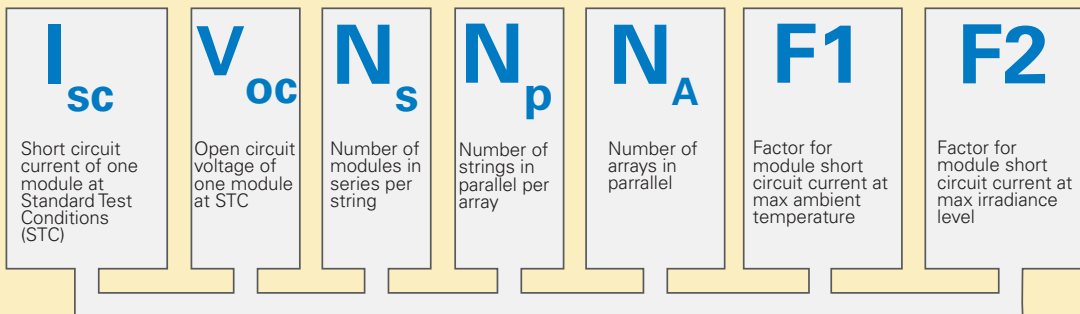 Isc
Short circuit
current of one
module at
Standard Test
Conditions
(STC)
Voc
Open circuit
voltage of
one module
at STC
Ns
Number of
modules in
series per
string
Np
Number of
strings in
parallel per
array
NA
Number of
arrays in
parrallel
F1
Factor for
module short
circuit current at
max ambient
temperature
F2
Factor for
module short
circuit current at
max irradiance
level